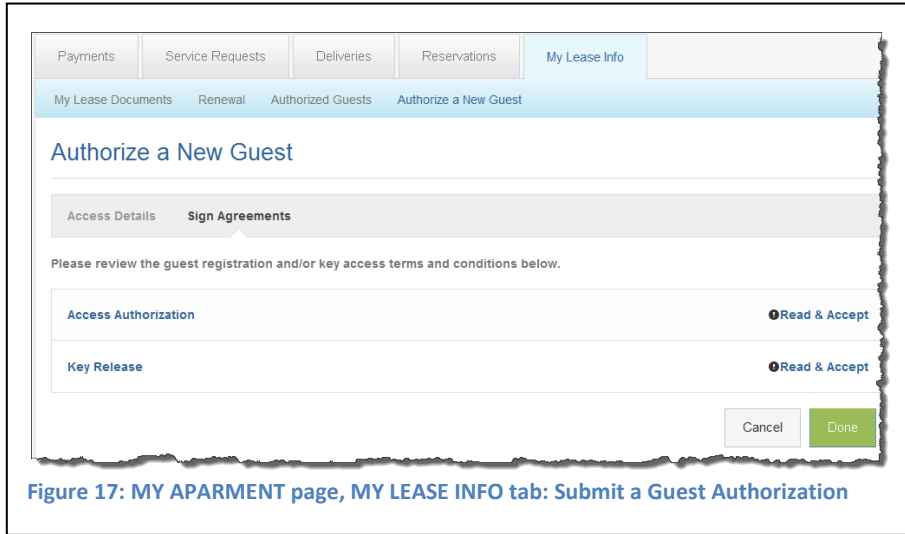 Payments Service Requests Deliveries Reservations My Lease Info
My Lease Documents Renewal Authorized Guests Authorize a New Guest
Authorize a New Guest
Access Details Sign Agreements
Please review the guest registration and/or key access terms and conditions below.
Access Authorization Read & Accept
Key Release Read & Accept
Cancel Done
Figure 17: MY APARMENT page, MY LEASE INFO tab: Submit a Guest Authorization